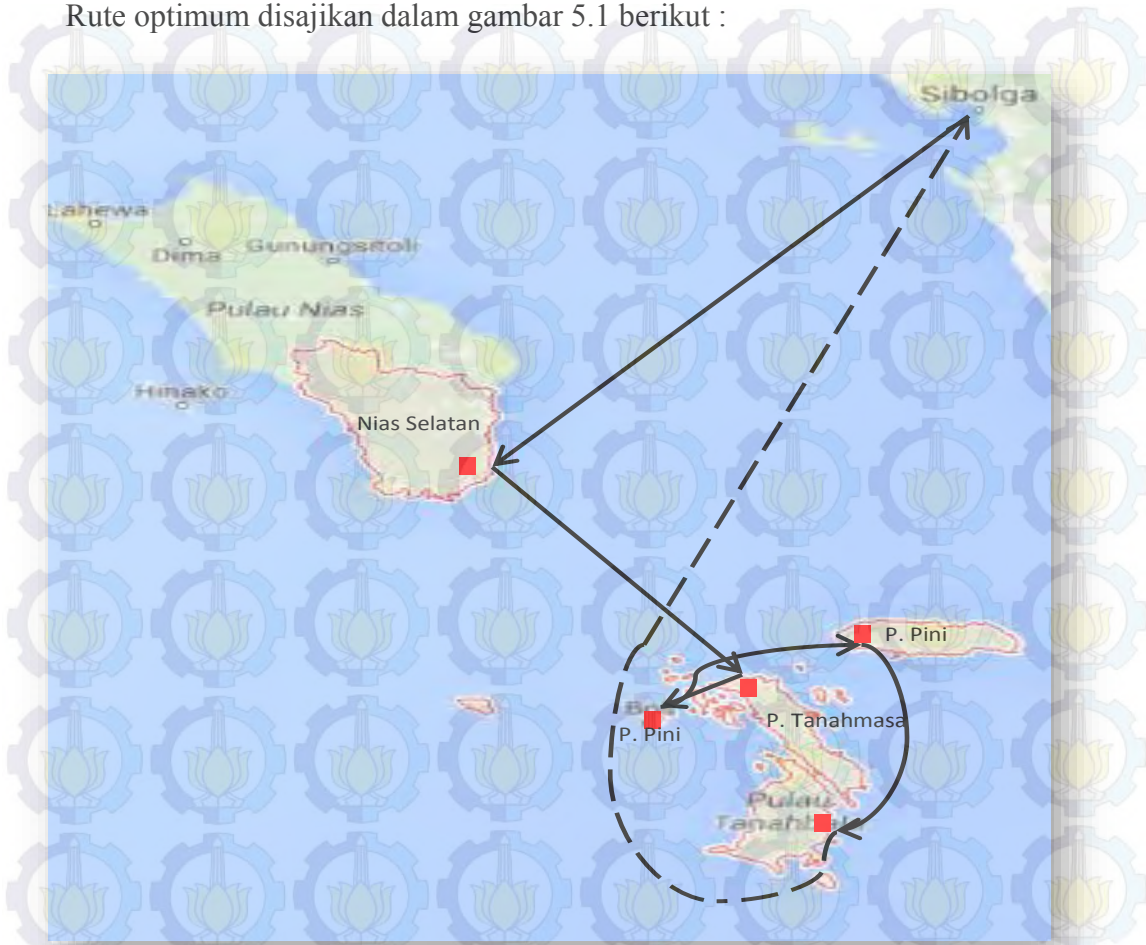 Rute optimum disajikan dalam gambar 5.1 berikut :
Sibolga
Lahewa
Dima
Gunungsitoli
Pulau Nias
Hinako
Nias Selatan
P. Pini
P. Tanahmasa
P. Pini
Pulau